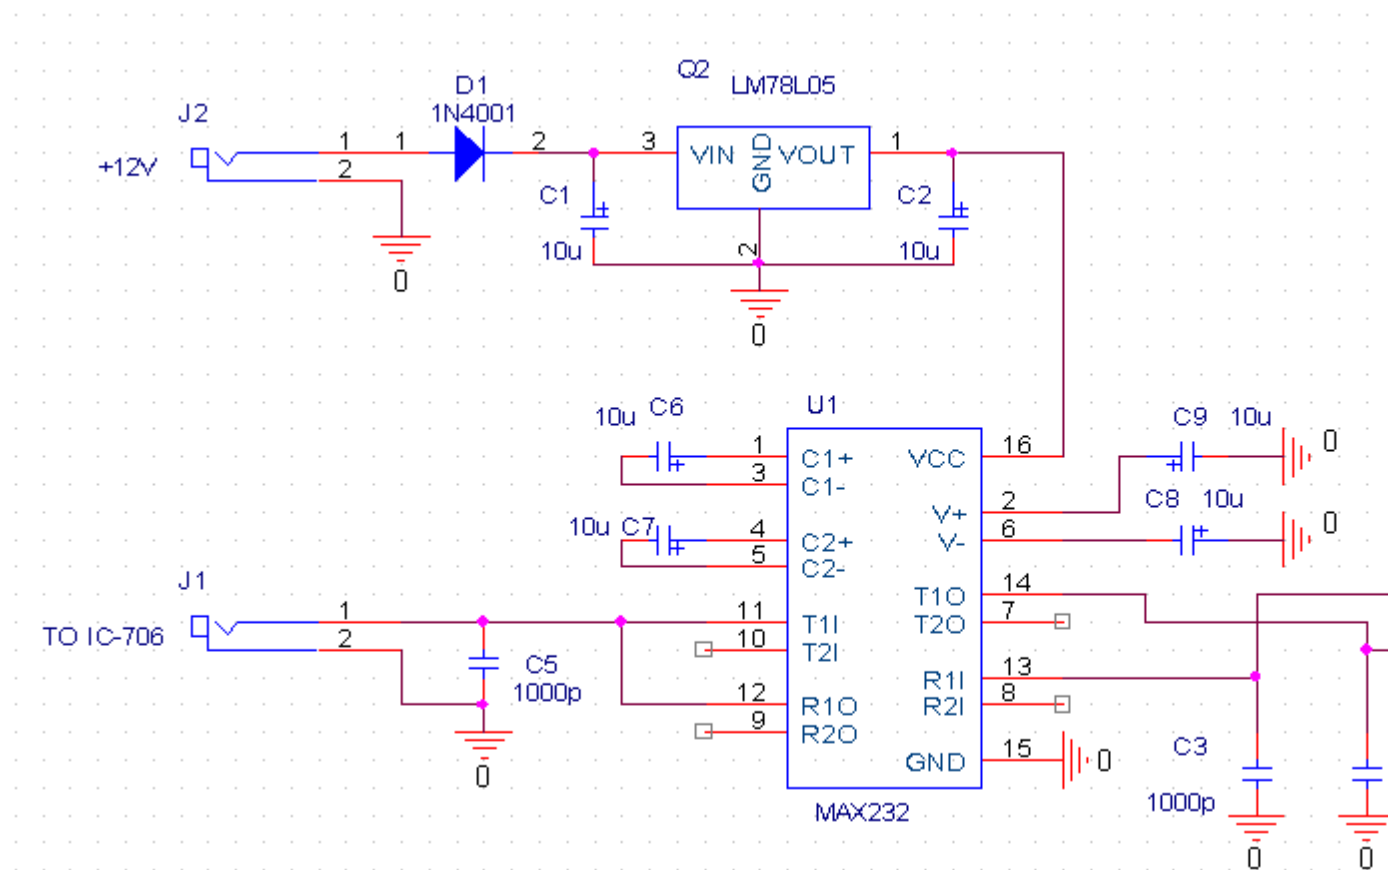 Q2
LM78L05
D1
1N4001
J2
1 1 2 3 VIN GND VOUT 1
+12V
2
C1
C2
10u
2
10u
0
0
U1
10u C6
C9 10u
1 C1+ VCC 16
0
3 C1-
V+ 2
C8 10u
10u C7
4 C2+ V- 6
0
5 C2-
J1
T1O 14
1
11 T1I T2O 7
TO IC-706
2
10 T2I
C5
1000p
R1I 13
12 R1O R2I 8
9 R2O
0
GND 15 0
C3
1000p
MAX232
0
0